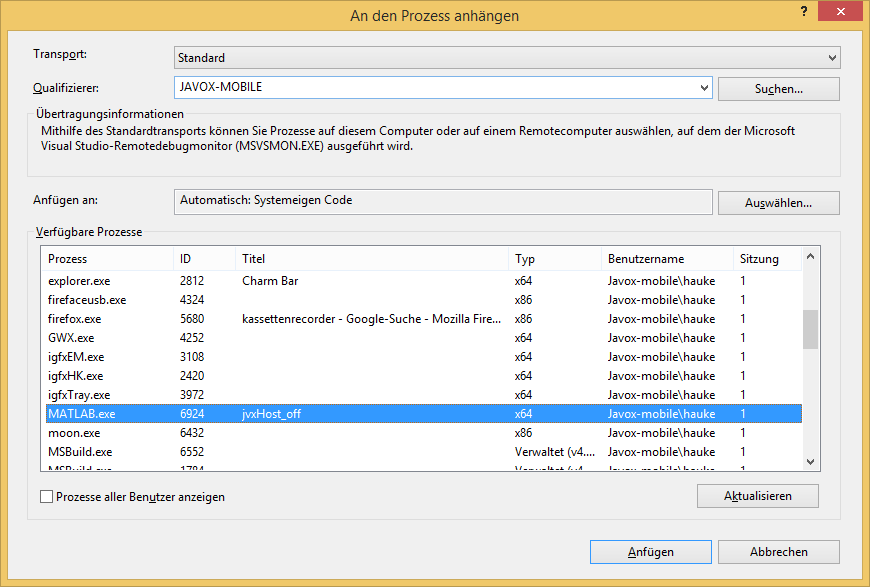 An den Prozess anhängen
?
Transport:
Standard
Qualifizierer:
JAVOX-MOBILE
Suchen...
Übertragungsinformationen
Mithilfe des Standardtransports können Sie Prozesse auf diesem Computer oder auf einem Remotecomputer auswählen, auf dem der Microsoft
Visual Studio-Remotedebugmonitor (MSVSMON.EXE) ausgeführt wird.
Anfügen an:
Automatisch: Systemeigen Code
Auswählen...
Verfügbare Prozesse
Prozess ID Titel Typ Benutzername Sitzung
explorer.exe 2812 Charm Bar x64 Javox-mobile\hauke 1
firefaceusb.exe 4324 x86 Javox-mobile\hauke 1
firefox.exe 5680 kassettenrecorder - Google-Suche - Mozilla Fire... x86 Javox-mobile\hauke 1
GWX.exe 4252 x64 Javox-mobile\hauke 1
igfxEM.exe 3108 x64 Javox-mobile\hauke 1
igfxHK.exe 2420 x64 Javox-mobile\hauke 1
igfxTray.exe 3972 x64 Javox-mobile\hauke 1
MATLAB.exe 6924 jvxHost_off x64 Javox-mobile\hauke 1
moon.exe 6432 x86 Javox-mobile\hauke 1
MSBuild.exe 6552 Verwaltet (v4.... Javox-mobile\hauke 1
MSBuild.exe 1784 Verwaltet (v4.... Javox-mobile\hauke 1
Prozesse aller Benutzer anzeigen
Aktualisieren
Anfügen
Abbrechen